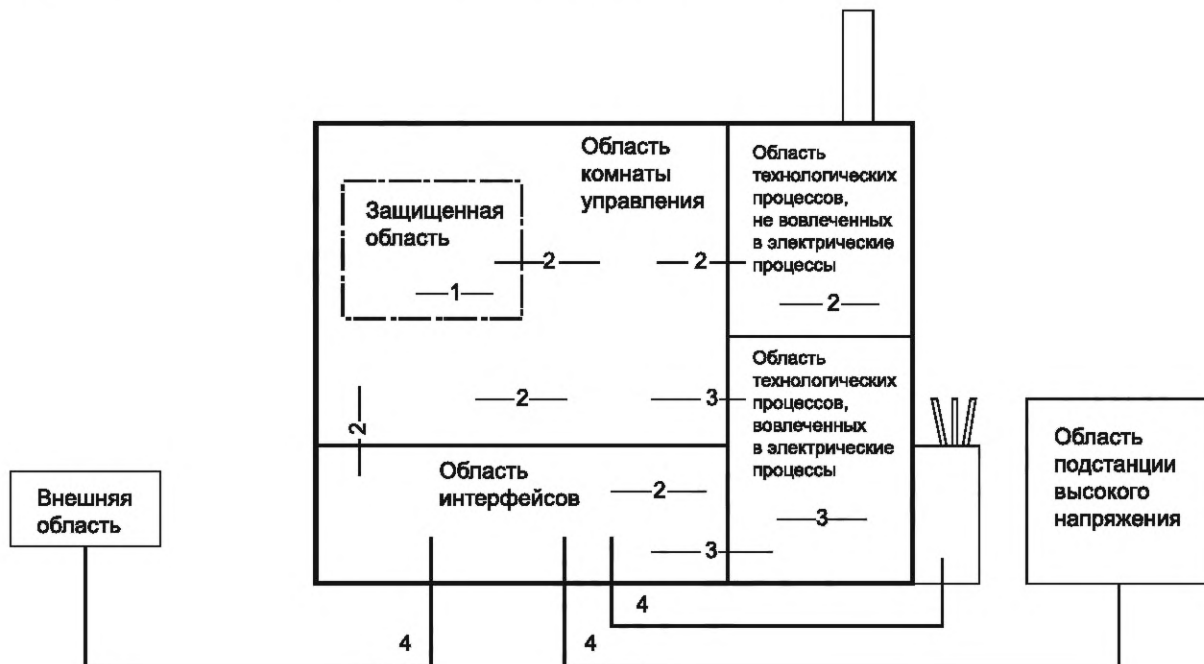 Область
комнаты
управления
Защищенная
область
2
1
2
Область
технологических
процессов,
не вовлеченных
в электрические
процессы
2
2
3
2
Область
технологических
процессов,
вовлеченных
в электрические
процессы
3
Область
интерфейсов
2
3
Внешняя
область
Область
подстанции
высокого
напряжения
4
4
4